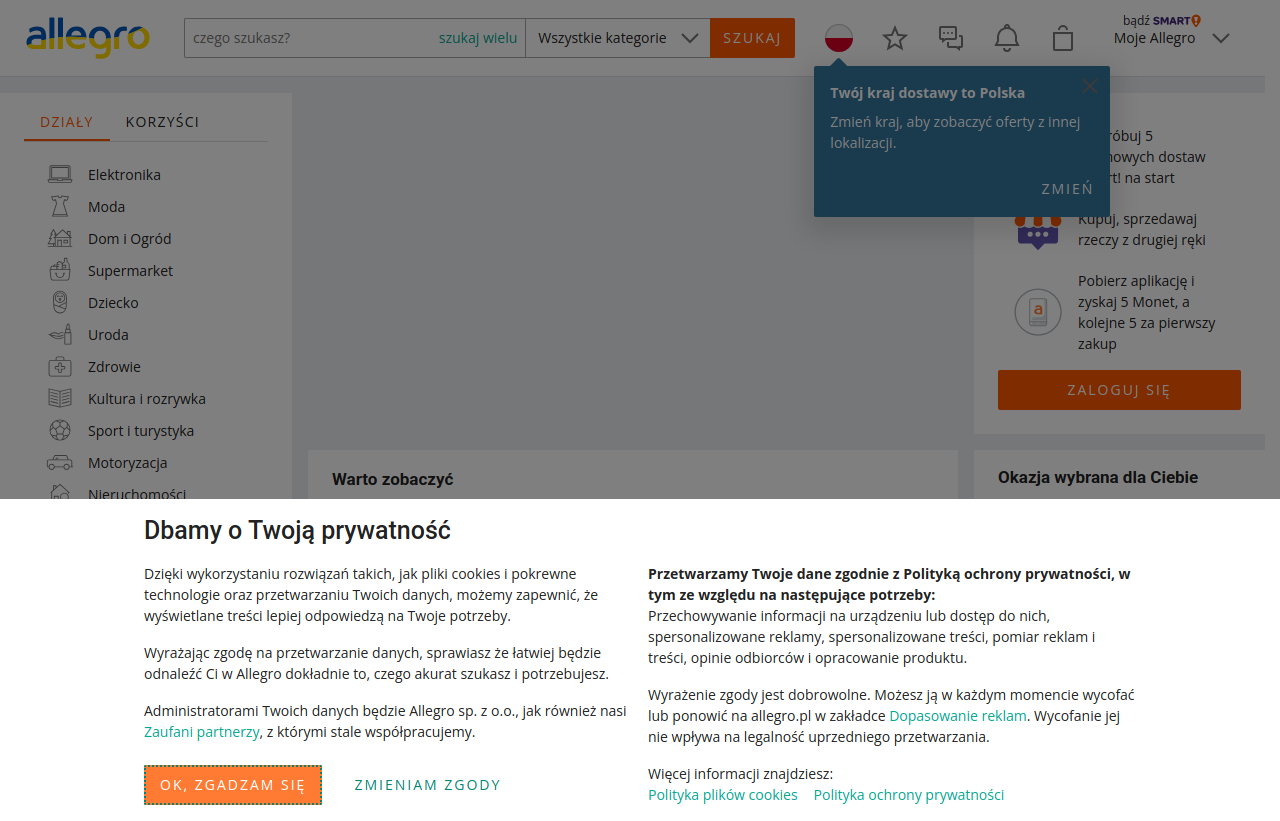 allegro
czego szukasz?
szukaj wielu
Wszystkie kategorie
SZUKAJ
bądź SMART!
Moje Allegro
Twój kraj dostawy to Polska
Zmień kraj, aby zobaczyć oferty z innej
lokalizacji.
ZMIEŃ
DZIAŁY
KORZYŚCI
Elektronika
Moda
Dom i Ogród
Supermarket
Dziecko
Uroda
Zdrowie
Kultura i rozrywka
Sport i turystyka
Motoryzacja
Nieruchomości
Warto zobaczyć
róbuj 5
nowych dostaw
rt! na start
Kupuj, sprzedawaj
rzeczy z drugiej ręki
a
Pobierz aplikację i
zyskaj 5 Monet, a
kolejne 5 za pierwszy
zakup
ZALOGUJ SIĘ
Okazja wybrana dla Ciebie
Dbamy o Twoją prywatność
Dzięki wykorzystaniu rozwiązań takich, jak pliki cookies i pokrewne
technologie oraz przetwarzaniu Twoich danych, możemy zapewnić, że
wyświetlane treści lepiej odpowiedzą na Twoje potrzeby.
Wyrażając zgodę na przetwarzanie danych, sprawiasz że łatwiej będzie
odnaleźć Ci w Allegro dokładnie to, czego akurat szukasz i potrzebujesz.
Administratorami Twoich danych będzie Allegro sp. z o.o., jak również nasi
Zaufani partnerzy, z którymi stale współpracujemy.
OK, ZGADZAM SIĘ
ZMIENIAM ZGODY
Przetwarzamy Twoje dane zgodnie z Polityką ochrony prywatności, w
tym ze względu na następujące potrzeby:
Przechowywanie informacji na urządzeniu lub dostęp do nich,
spersonalizowane reklamy, spersonalizowane treści, pomiar reklam i
treści, opinie odbiorców i opracowanie produktu.
Wyrażenie zgody jest dobrowolne. Możesz ją w każdym momencie wycofać
lub ponowić na allegro.pl w zakładce Dopasowanie reklam. Wycofanie jej
nie wpływa na legalność uprzedniego przetwarzania.
Więcej informacji znajdziesz:
Polityka plików cookies
Polityka ochrony prywatności